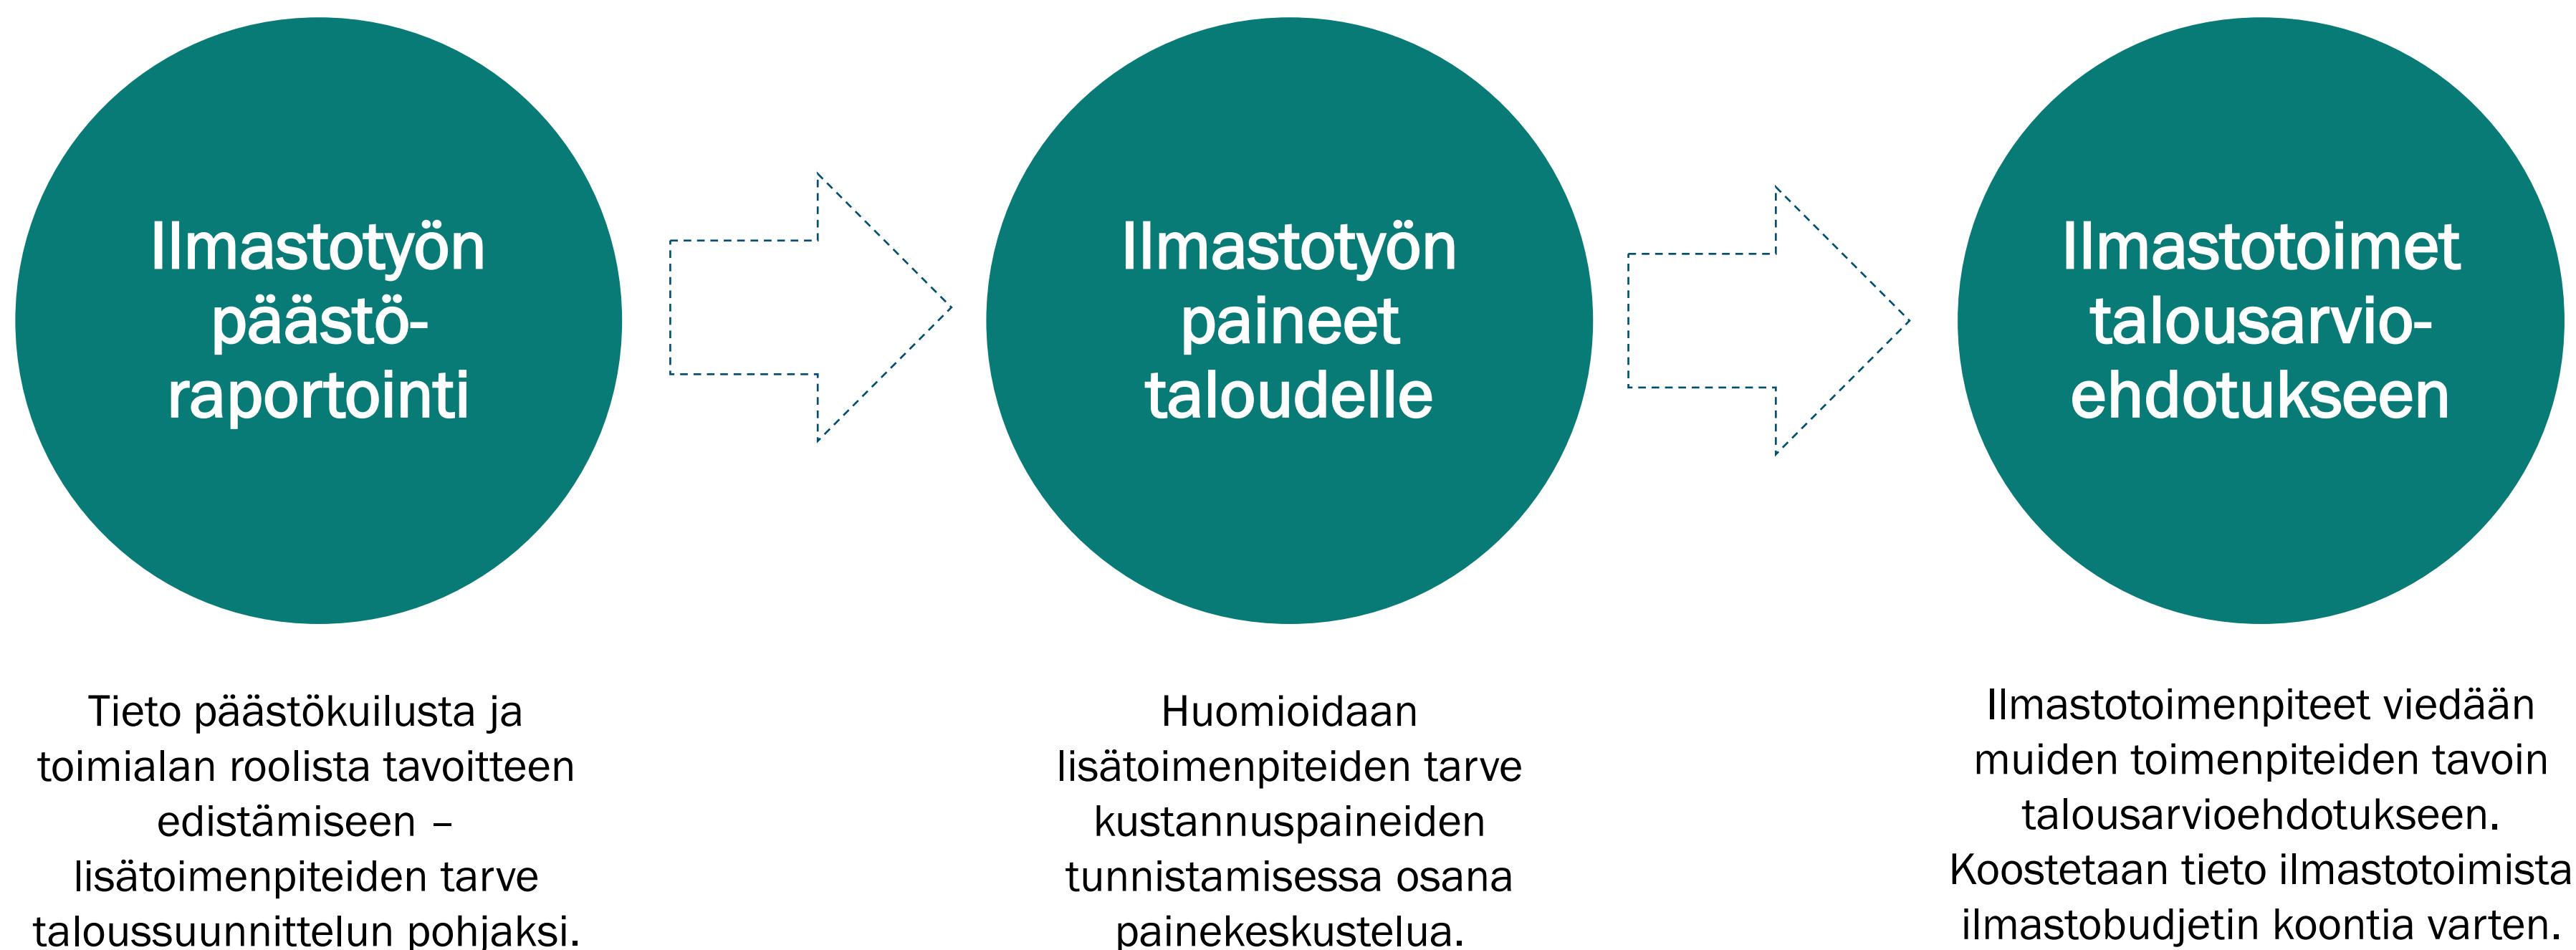 Ilmastotyön
päästö-
raportointi
Ilmastotyön
paineet
taloudelle
Ilmastotoimet
talousarvio-
ehdotukseen
Tieto päästökuilusta ja
toimialan roolista tavoitteen
edistämiseen –
lisätoimenpiteiden tarve
taloussuunnittelun pohjaksi.
Huomioidaan
lisätoimenpiteiden tarve
kustannuspaineiden
tunnistamisessa osana
painekeskustelua.
Ilmastotoimenpiteet viedään
muiden toimenpiteiden tavoin
talousarvioehdotukseen.
Koostetaan tieto ilmastotoimista
ilmastobudjetin koontia varten.